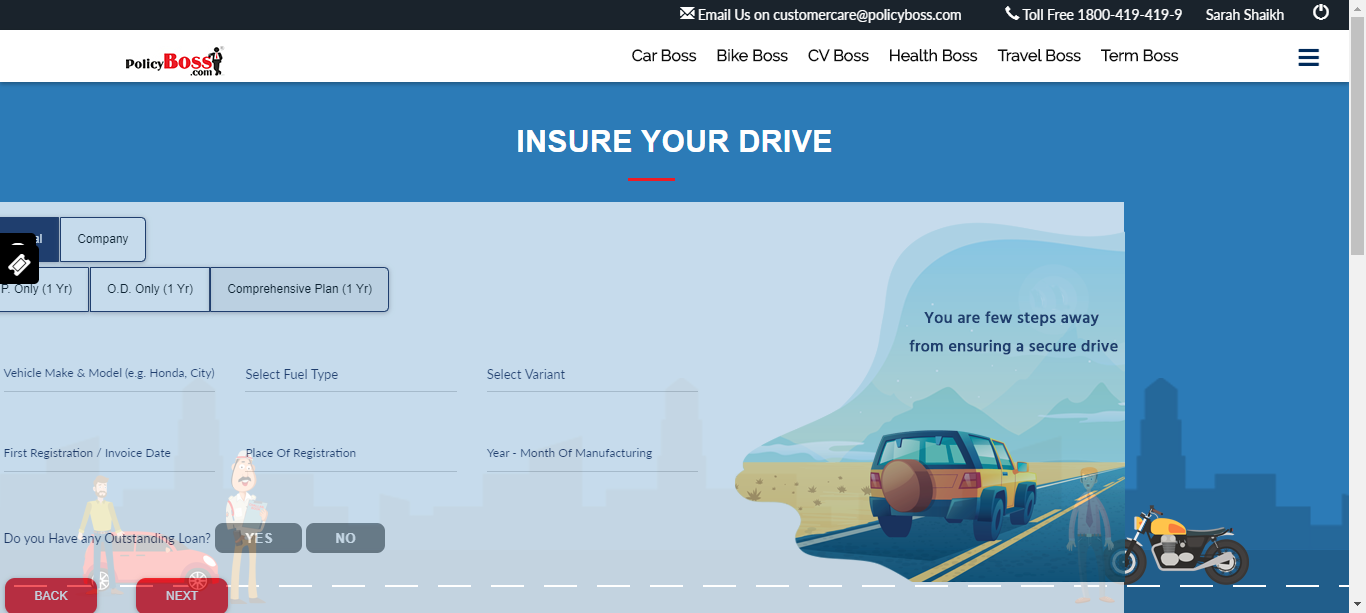 Email Us on customercare@policyboss.com Toll Free 1800-419-419-9 Sarah Shaikh
PolicyBoss.com Car Boss Bike Boss CV Boss Health Boss Travel Boss Term Boss
INSURE YOUR DRIVE
al Company
P. Only (1 Yr) O.D. Only (1 Yr) Comprehensive Plan (1 Yr)
You are few steps away
from ensuring a secure drive
Vehicle Make & Model (e.g. Honda, City) Select Fuel Type Select Variant
First Registration / Invoice Date Place Of Registration Year - Month Of Manufacturing
Do you Have any Outstanding Loan? YES NO
BACK NEXT